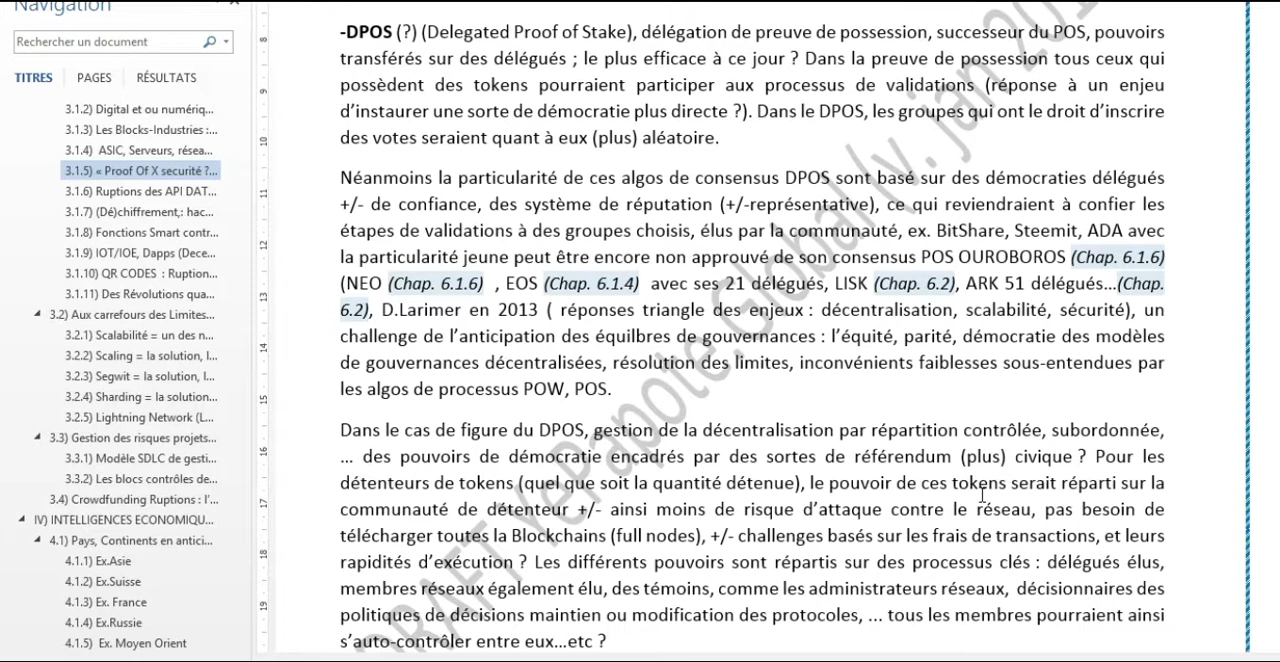 Navigation
Rechercher un document
TITRES PAGES RÉSULTATS
3.1.2) Digital et ou numériq...
3.1.3) Les Blocks-Industries :...
3.1.4) ASIC, Serveurs, résea...
3.1.5) « Proof Of X securité ?...
3.1.6) Ruptions des API DAT...
3.1.7) (Dé)chiffrement,: hac...
3.1.8) Fonctions Smart contr...
3.1.9) IOT/IOE, Dapps (Dece...
3.1.10) QR CODES : Ruption...
3.1.11) Des Révolutions qua...
3.2) Aux carrefours des Limites...
3.2.1) Scalabilité = un des n...
3.2.2) Scaling = la solution, l...
3.2.3) Segwit = la solution, l...
3.2.4) Sharding = la solution...
3.2.5) Lightning Network (L...
3.3) Gestion des risques projets...
3.3.1) Modèle SDLC de gesti...
3.3.2) Les blocs contrôles de...
3.4) Crowdfunding Ruptions : l'...
IV) INTELLIGENCES ECONOMIQU...
4.1) Pays, Continents en antici...
4.1.1) Ex.Asie
4.1.2) Ex.Suisse
4.1.3) Ex. France
4.1.4) Ex.Russie
4.1.5) Ex. Moyen Orient
8
9
10
11
12
13
14
15
16
17
18
19
-DPOS (?) (Delegated Proof of Stake), délégation de preuve de possession, successeur du POS, pouvoirs
transférés sur des délégués ; le plus efficace à ce jour ? Dans la preuve de possession tous ceux qui
possèdent des tokens pourraient participer aux processus de validations (réponse à un enjeu
d'instaurer une sorte de démocratie plus directe ?). Dans le DPOS, les groupes qui ont le droit d'inscrire
des votes seraient quant à eux (plus) aléatoire.
Néanmoins la particularité de ces algos de consensus DPOS sont basé sur des démocraties délégués
+/- de confiance, des système de réputation (+/-représentative), ce qui reviendraient à confier les
étapes de validations à des groupes choisis, élus par la communauté, ex. BitShare, Steemit, ADA avec
la particularité jeune peut être encore non approuvé de son consensus POS OUROBOROS (Chap. 6.1.6)
(NEO (Chap. 6.1.6) , EOS (Chap. 6.1.4) avec ses 21 délégués, LISK (Chap. 6.2), ARK 51 délégués...(Chap.
6.2), D.Larimer en 2013 ( réponses triangle des enjeux : décentralisation, scalabilité, sécurité), un
challenge de l'anticipation des équilbres de gouvernances : l'équité, parité, démocratie des modèles
de gouvernances décentralisées, résolution des limites, inconvénients faiblesses sous-entendues par
les algos de processus POW, POS.
Dans le cas de figure du DPOS, gestion de la décentralisation par répartition contrôlée, subordonnée,
... des pouvoirs de démocratie encadrés par des sortes de référendum (plus) civique ? Pour les
détenteurs de tokens (quel que soit la quantité détenue), le pouvoir de ces tokens serait réparti sur la
communauté de détenteur +/- ainsi moins de risque d'attaque contre le réseau, pas besoin de
télécharger toutes la Blockchains (full nodes), +/- challenges basés sur les frais de transactions, et leurs
rapidités d'exécution ? Les différents pouvoirs sont répartis sur des processus clés : délégués élus,
membres réseaux également élu, des témoins, comme les administrateurs réseaux, décisionnaires des
politiques de décisions maintien ou modification des protocoles, ... tous les membres pourraient ainsi
s'auto-contrôler entre eux...etc ?
DRAFT YePapote.Global(v. jan 20